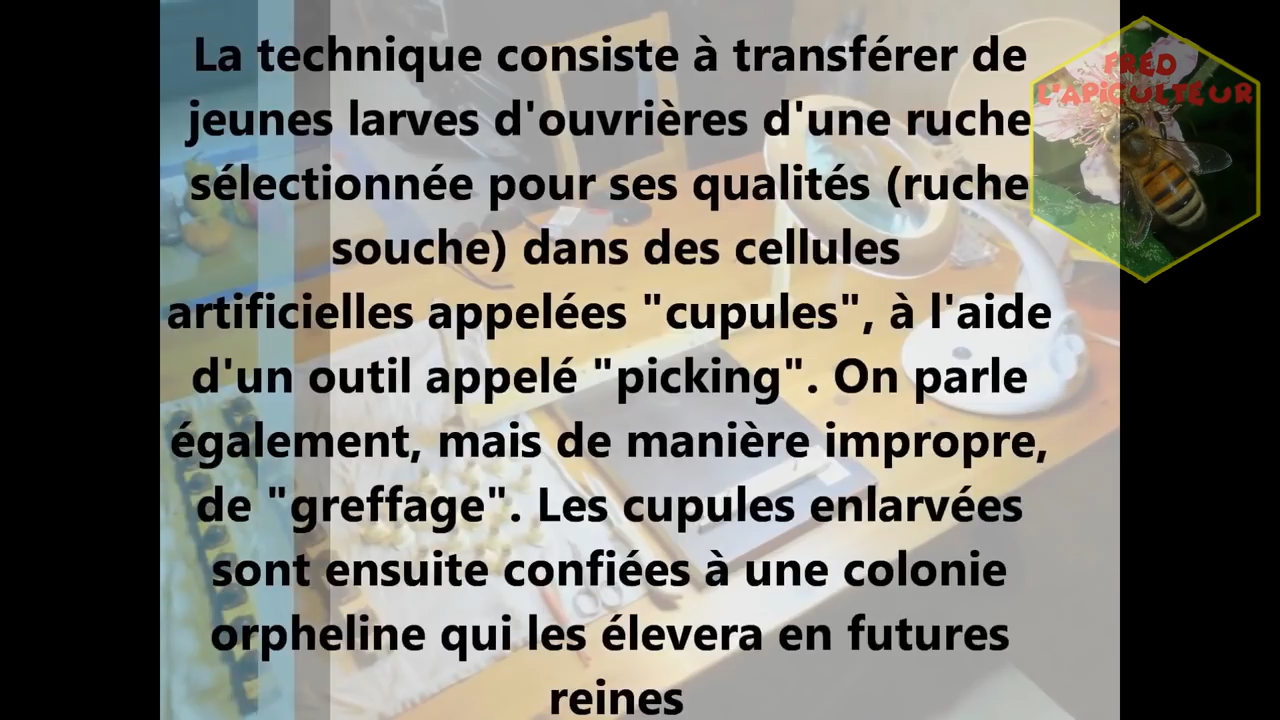 La technique consiste à transférer de
jeunes larves d'ouvrières d'une ruche
sélectionnée pour ses qualités (ruche
souche) dans des cellules
artificielles appelées "cupules", à l'aide
d'un outil appelé "picking". On parle
également, mais de manière impropre,
de "greffage". Les cupules enlarvées
sont ensuite confiées à une colonie
orpheline qui les élevera en futures
reines
FRED
L'APICULTEUR